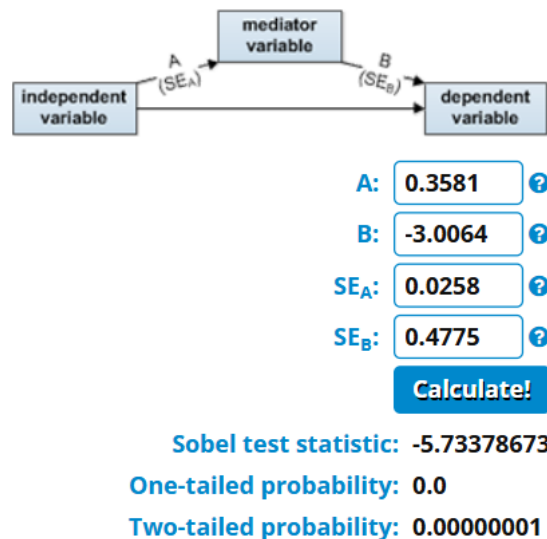 mediator
variable
A
(SEA)
B
(SEB)
independent
variable
dependent
variable
A: 0.3581 ?
B: -3.0064 ?
SEA: 0.0258 ?
SEB: 0.4775 ?
Calculate!
Sobel test statistic: -5.73378673
One-tailed probability: 0.0
Two-tailed probability: 0.00000001